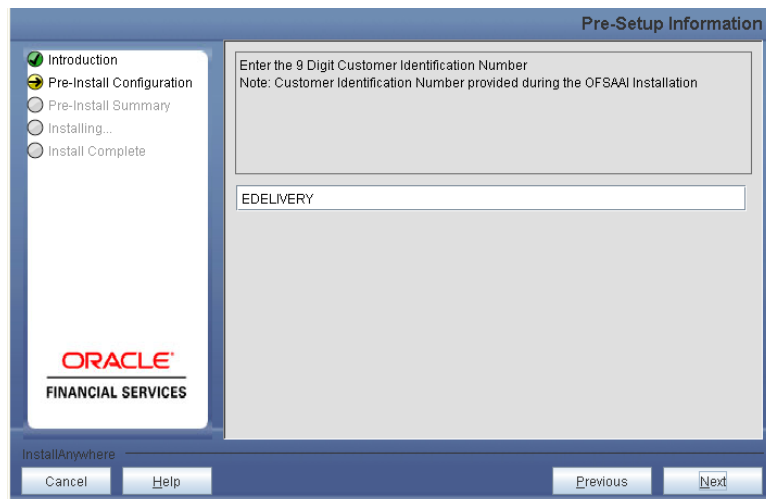 Pre-Setup Information
Introduction
Pre-Install Configuration
Pre-Install Summary
Installing...
Install Complete
ORACLE
FINANCIAL SERVICES
Enter the 9 Digit Customer Identification Number
Note: Customer Identification Number provided during the OFSAAI Installation
EDELIVERY
InstallAnywhere
Cancel
Help
Previous
Next